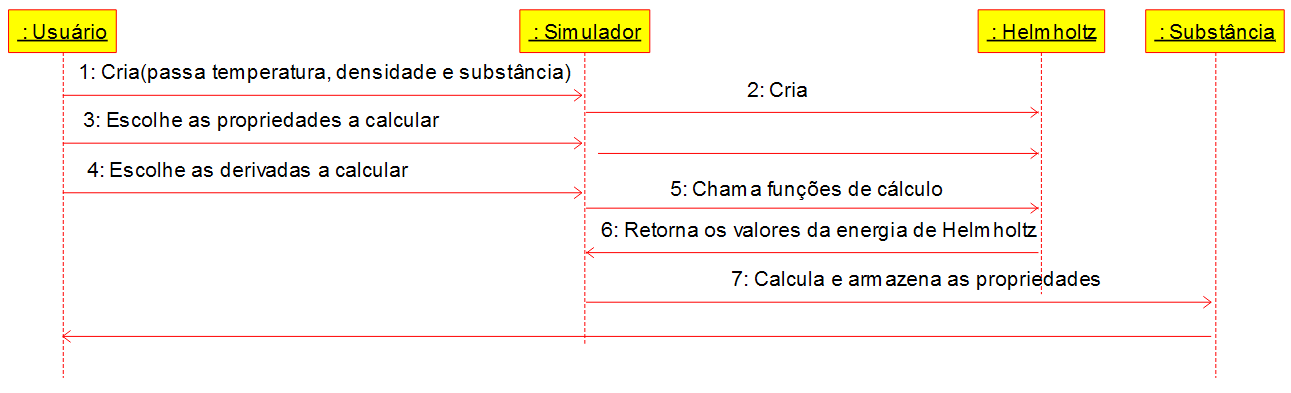 : Usuário
: Simulador
: Helmholtz
: Substância
1: Cria(passa temperatura, densidade e substância)
2: Cria
3: Escolhe as propriedades a calcular
4: Escolhe as derivadas a calcular
5: Chama funções de cálculo
6: Retorna os valores da energia de Helmholtz
7: Calcula e armazena as propriedades